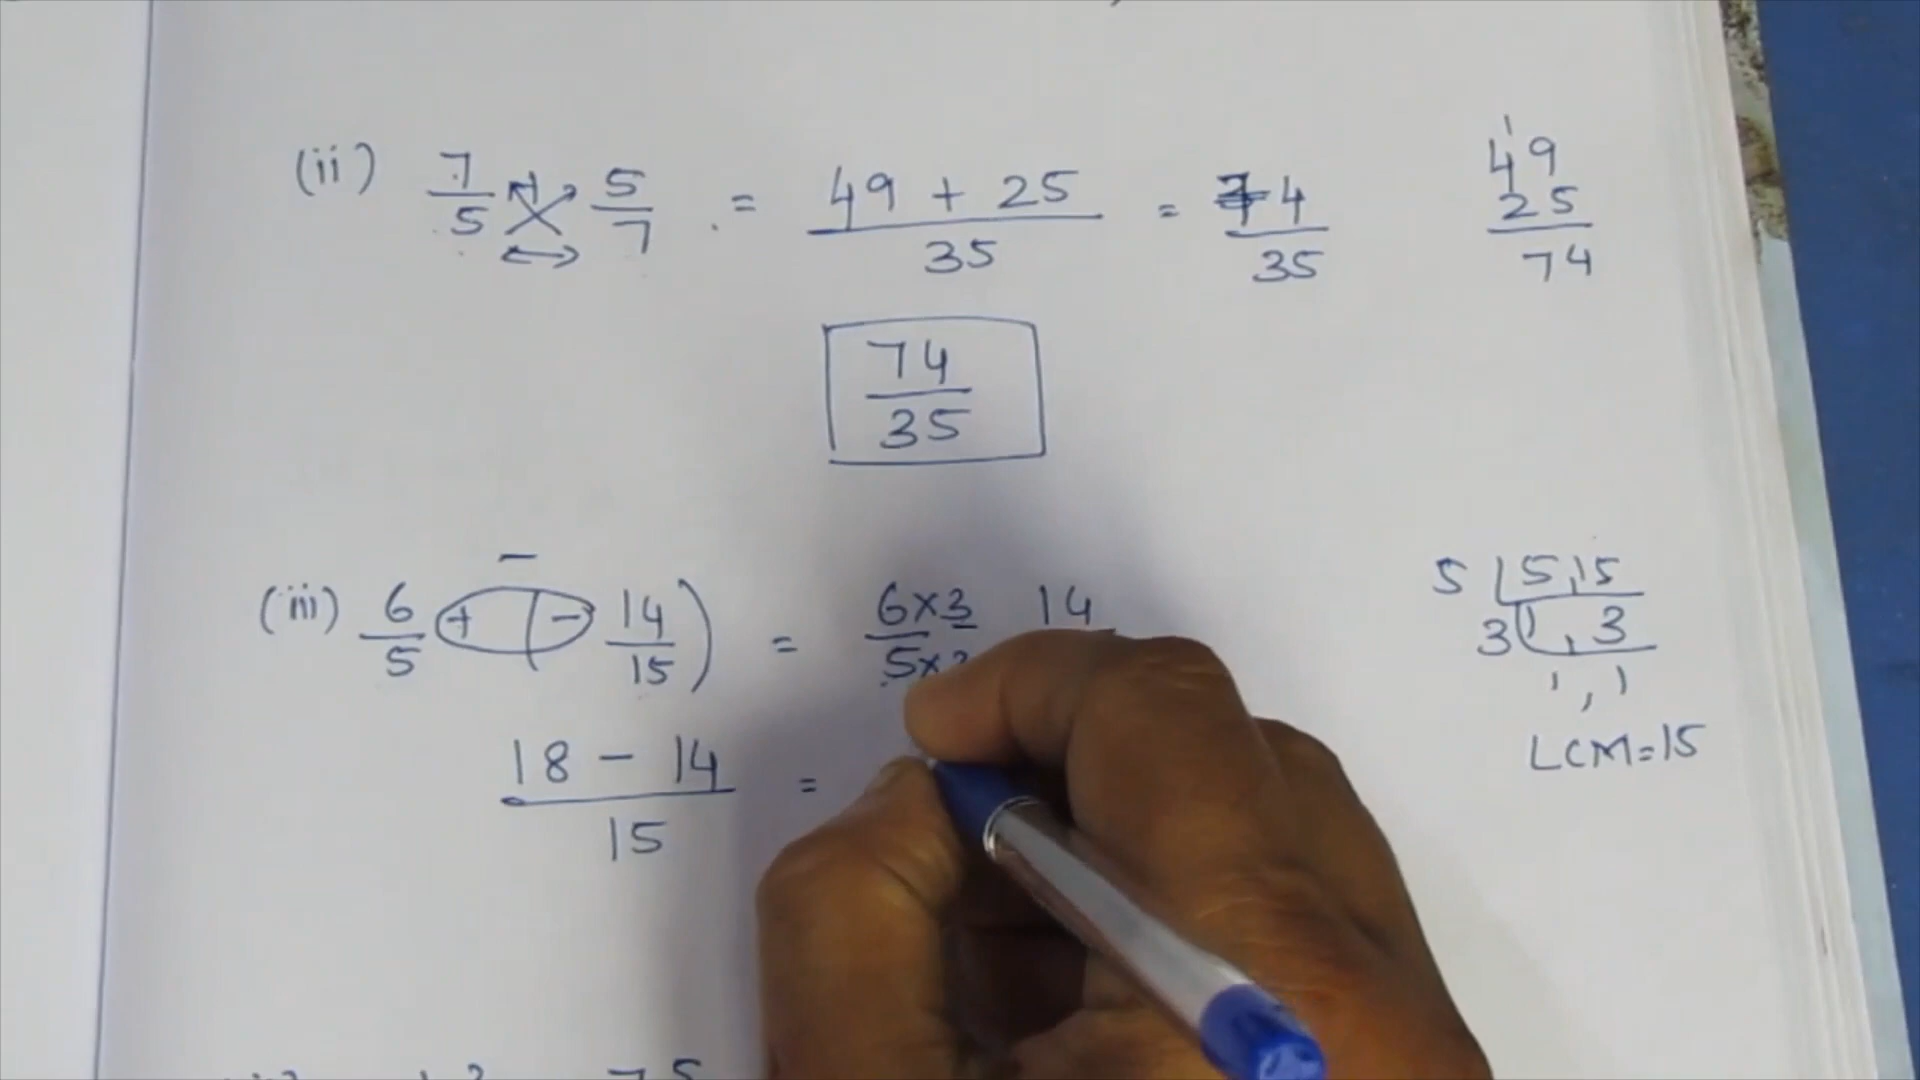 (ii) 7/5 + 5/7 = 49 + 25/35 = 74/35
1
49
25
74
74/35
−
(iii) 6/5 (+ | −) 14/15) = 6×3/5×3 14
5 | 5,15
3 | 1, 3
1, 1
18 − 14/15 =
LCM=15